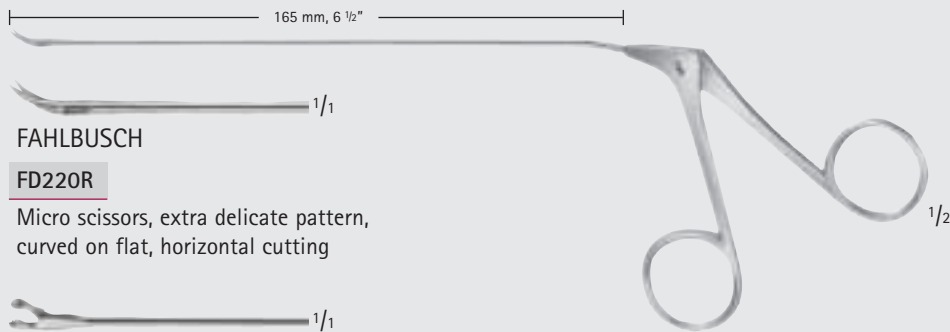 165 mm, 6 1/2"
1/1
FAHLBUSCH
FD220R
Micro scissors, extra delicate pattern,
curved on flat, horizontal cutting
1/2
1/1